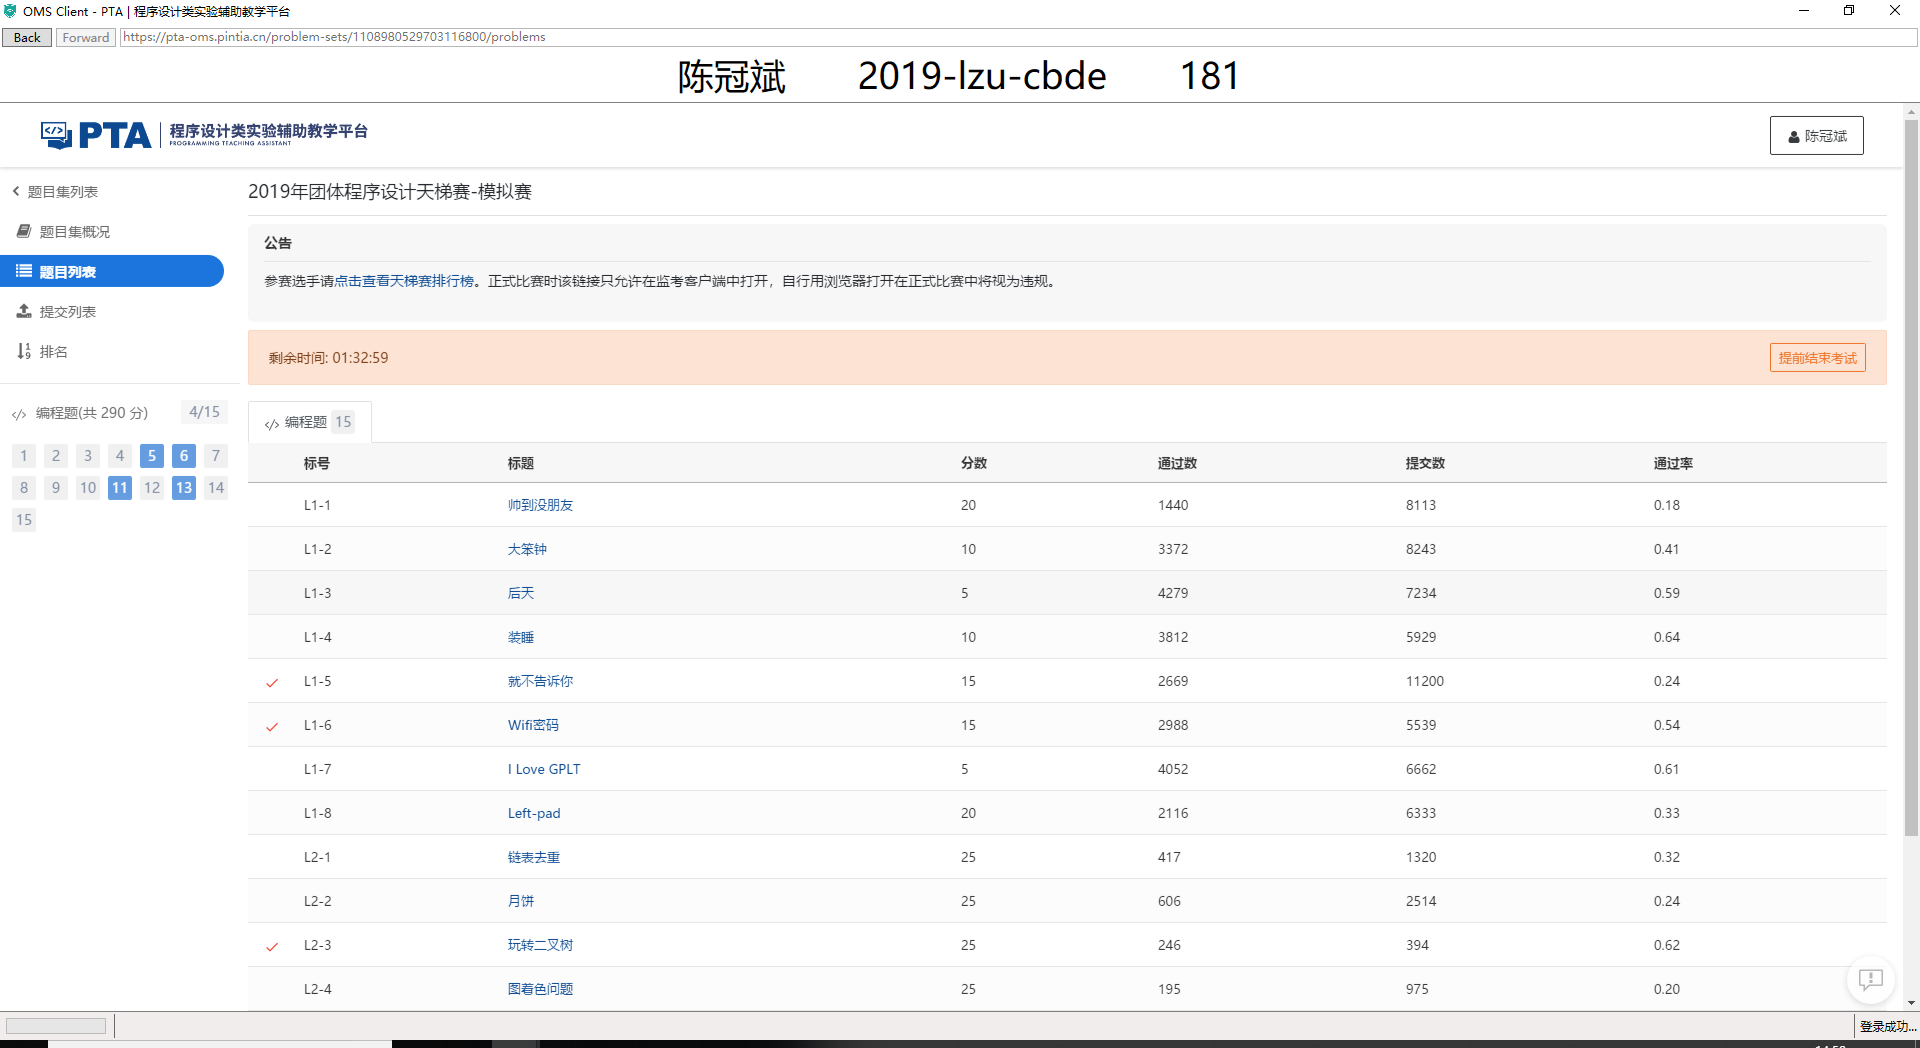 OMS Client - PTA | 程序设计类实验辅助教学平台
Back Forward https://pta-oms.pintia.cn/problem-sets/1108980529703116800/problems
陈冠斌 2019-lzu-cbde 181
PTA 程序设计类实验辅助教学平台
PROGRAMMING TEACHING ASSISTANT
陈冠斌
题目集列表
题目集概况
题目列表
提交列表
排名
编程题(共 290 分) 4/15
1 2 3 4 5 6 7
8 9 10 11 12 13 14
15
2019年团体程序设计天梯赛-模拟赛
公告
参赛选手请点击查看天梯赛排行榜。正式比赛时该链接只允许在监考客户端中打开，自行用浏览器打开在正式比赛中将视为违规。
剩余时间: 01:32:59 提前结束考试
编程题 15
标号 标题 分数 通过数 提交数 通过率
L1-1 帅到没朋友 20 1440 8113 0.18
L1-2 大笨钟 10 3372 8243 0.41
L1-3 后天 5 4279 7234 0.59
L1-4 装睡 10 3812 5929 0.64
L1-5 就不告诉你 15 2669 11200 0.24
L1-6 Wifi密码 15 2988 5539 0.54
L1-7 I Love GPLT 5 4052 6662 0.61
L1-8 Left-pad 20 2116 6333 0.33
L2-1 链表去重 25 417 1320 0.32
L2-2 月饼 25 606 2514 0.24
L2-3 玩转二叉树 25 246 394 0.62
L2-4 图着色问题 25 195 975 0.20
登录成功...